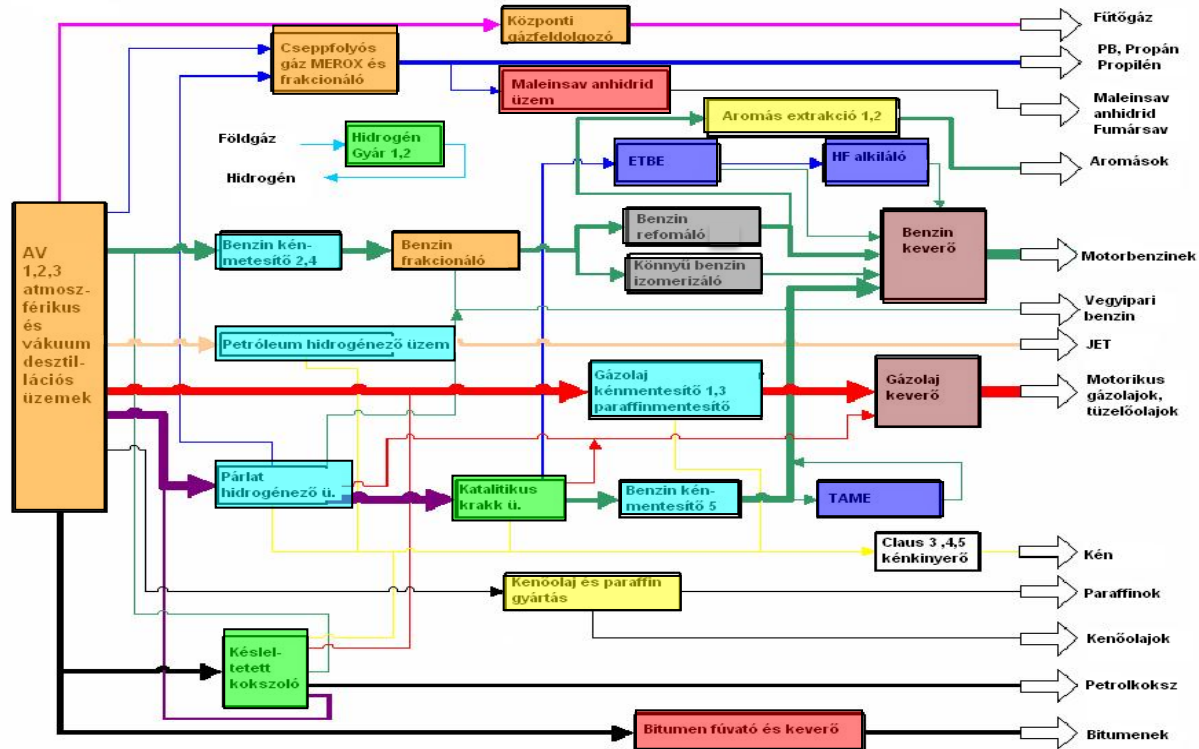 Központi
gázfeldolgozó
Fűtőgáz
Cseppfolyós
gáz MEROX és
frakcionáló
PB, Propán
Propilén
Maleinsav anhidrid
üzem
Maleinsav
anhidrid
Fumársav
Aromás extrakció 1,2
Földgáz
Hidrogén
Gyár 1,2
Hidrogén
ETBE
HF alkiláló
Aromások
AV
1,2,3
atmosz-
férikus
és
vákuum
desztil-
lációs
üzemek
Benzin kén-
metesítő 2,4
Benzin
frakcionáló
Benzin
refomáló
Könnyű benzin
izomerizáló
Benzin
keverő
Motorbenzinek
Vegyipari
benzin
Petróleum hidrogénező üzem
JET
Gázolaj
kénmentesítő 1,3
paraffinmentesítő
Gázolaj
keverő
Motorikus
gázolajok,
tüzelőolajok
Párlat
hidrogénező ü.
Katalitikus
krakk ü.
Benzin kén-
mentesítő 5
TAME
Claus 3 ,4,5
kénkinyerő
Kén
Kenőolaj és paraffin
gyártás
Paraffinok
Kenőolajok
Késlel-
tetett
kokszoló
Petrolkoksz
Bitumen fúvató és keverő
Bitumenek